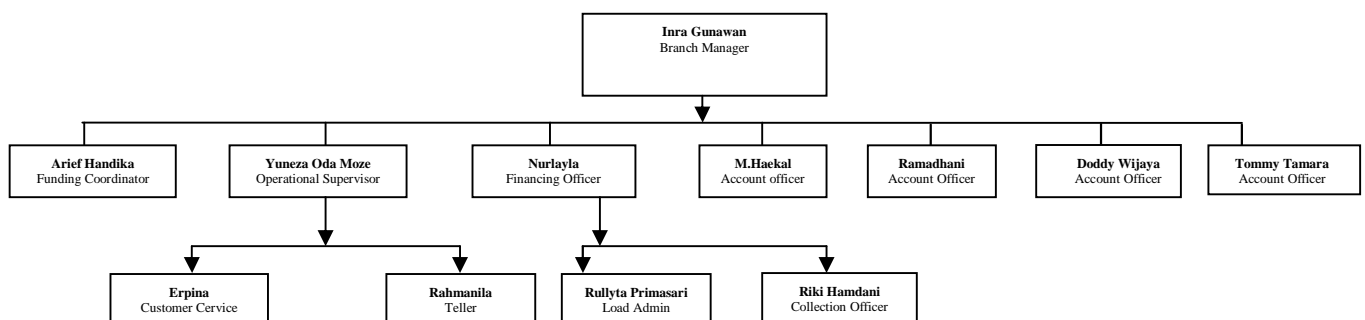 Inra Gunawan
Branch Manager
Arief Handika
Funding Coordinator
Yuneza Oda Moze
Operational Supervisor
Nurlayla
Financing Officer
M.Haekal
Account officer
Ramadhani
Account Officer
Doddy Wijaya
Account Officer
Tommy Tamara
Account Officer
Erpina
Customer Cervice
Rahmanila
Teller
Rullyta Primasari
Load Admin
Riki Hamdani
Collection Officer